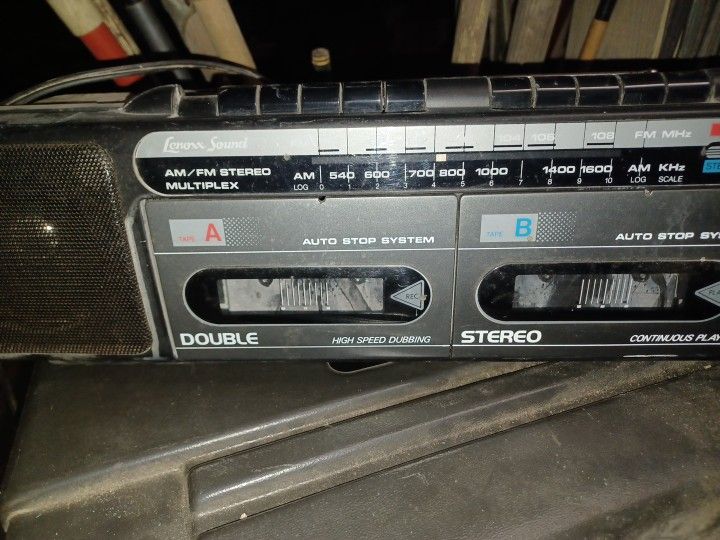 Lenoxx Sound
104 106 108 FM MHz
AM/FM STEREO AM 540 600 700 800 1000 1400 1600 AM KHz
MULTIPLEX LOG 0 1 2 3 4 5 6 7 8 9 10 LOG SCALE
TAPE A AUTO STOP SYSTEM
TAPE B AUTO STOP SY
REC
DOUBLE HIGH SPEED DUBBING
STEREO CONTINUOUS PLAY